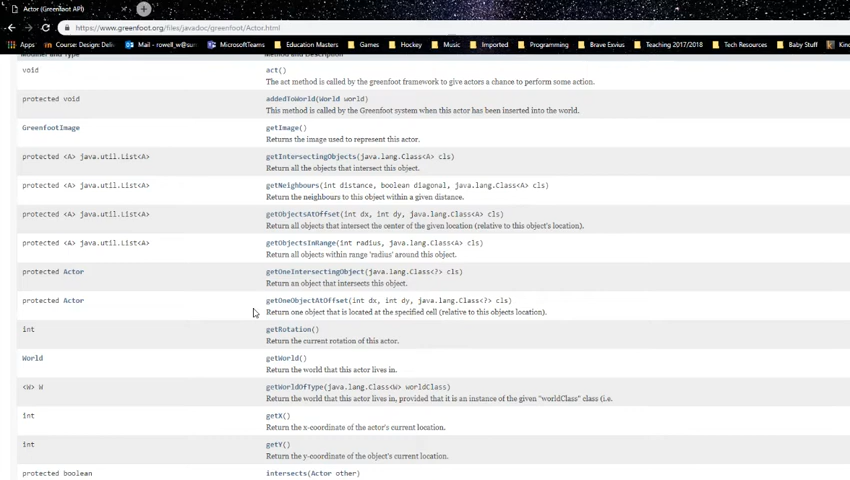 Actor (Greenfoot API)
https://www.greenfoot.org/files/javadoc/greenfoot/Actor.html
Apps Course: Design: Deli Mail - rowell_w@sun MicrosoftTeams Education Masters Games Hockey Music Imported Programming Brave Exvius Teaching 2017/2018 Tech Resources Baby Stuff
Modifier and Type Method and Description
void act()
The act method is called by the greenfoot framework to give actors a chance to perform some action.
protected void addedToWorld(World world)
This method is called by the Greenfoot system when this actor has been inserted into the world.
GreenfootImage getImage()
Returns the image used to represent this actor.
protected <A> java.util.List<A> getIntersectingObjects(java.lang.Class<A> cls)
Return all the objects that intersect this object.
protected <A> java.util.List<A> getNeighbours(int distance, boolean diagonal, java.lang.Class<A> cls)
Return the neighbours to this object within a given distance.
protected <A> java.util.List<A> getObjectsAtOffset(int dx, int dy, java.lang.Class<A> cls)
Return all objects that intersect the center of the given location (relative to this object's location).
protected <A> java.util.List<A> getObjectsInRange(int radius, java.lang.Class<A> cls)
Return all objects within range 'radius' around this object.
protected Actor getOneIntersectingObject(java.lang.Class<?> cls)
Return an object that intersects this object.
protected Actor getOneObjectAtOffset(int dx, int dy, java.lang.Class<?> cls)
Return one object that is located at the specified cell (relative to this objects location).
int getRotation()
Return the current rotation of this actor.
World getWorld()
Return the world that this actor lives in.
<W> W getWorldOfType(java.lang.Class<W> worldClass)
Return the world that this actor lives in, provided that it is an instance of the given "worldClass" class (i.e.
int getX()
Return the x-coordinate of the actor's current location.
int getY()
Return the y-coordinate of the object's current location.
protected boolean intersects(Actor other)